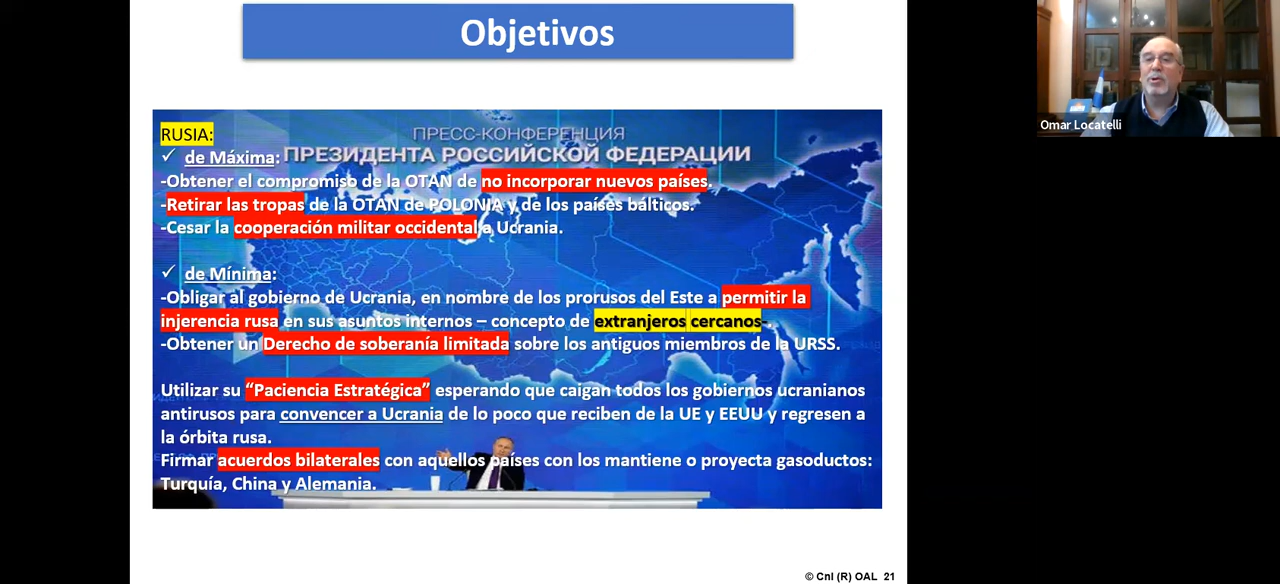 Objetivos
Omar Locatelli
ПРЕСС-КОНФЕРЕНЦИЯ
ПРЕЗИДЕНТА РОССИЙСКОЙ ФЕДЕРАЦИИ
RUSIA:
✓ de Máxima:
-Obtener el compromiso de la OTAN de no incorporar nuevos países.
-Retirar las tropas de la OTAN de POLONIA y de los países bálticos.
-Cesar la cooperación militar occidental a Ucrania.
✓ de Mínima:
-Obligar al gobierno de Ucrania, en nombre de los prorusos del Este a permitir la
injerencia rusa en sus asuntos internos – concepto de extranjeros cercanos-.
-Obtener un Derecho de soberanía limitada sobre los antiguos miembros de la URSS.
Utilizar su “Paciencia Estratégica” esperando que caigan todos los gobiernos ucranianos
antirusos para convencer a Ucrania de lo poco que reciben de la UE y EEUU y regresen a
la órbita rusa.
Firmar acuerdos bilaterales con aquellos países con los mantiene o proyecta gasoductos:
Turquía, China y Alemania.
© Cnl (R) OAL 21